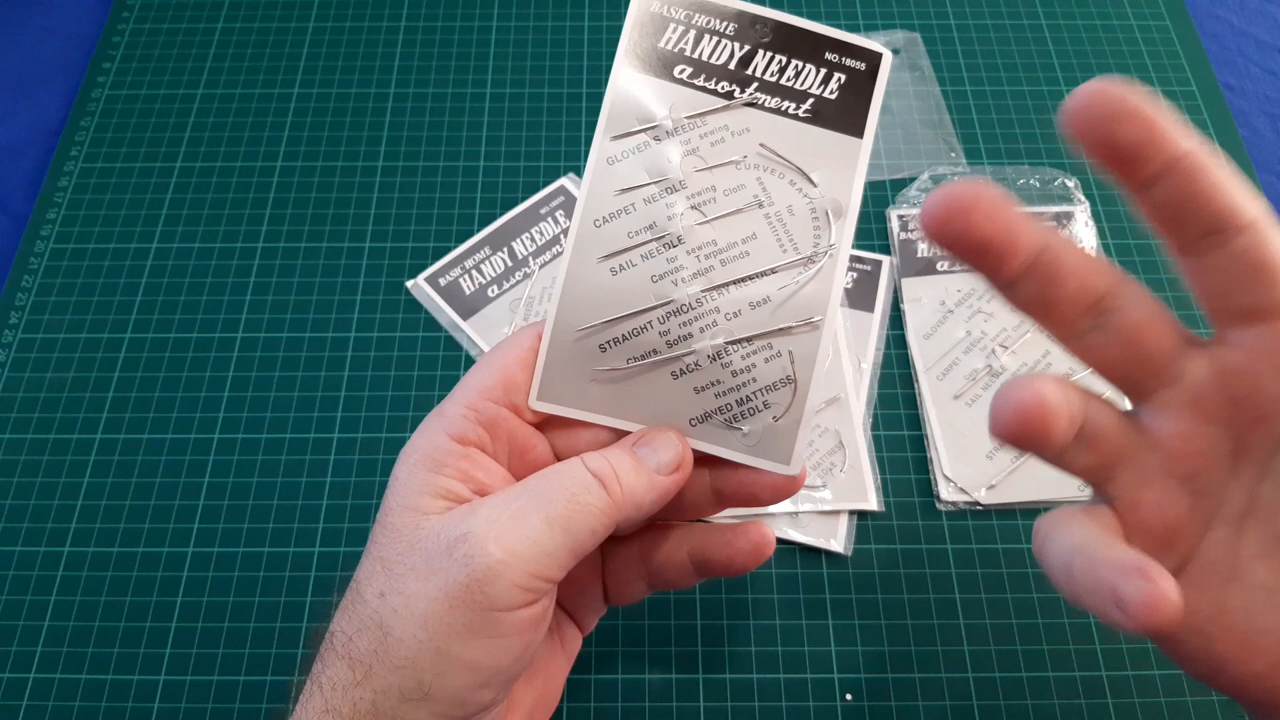 BASIC HOME
HANDY NEEDLE
NO.18055
assortment
GLOVER'S NEEDLE
for sewing
and Furs
CARPET NEEDLE
for sewing
Carpet and Heavy Cloth
CURVED MATTRESS
sewing Upholstery
for
and Mattress
SAIL NEEDLE
for sewing
Canvas, Tarpaulin and
Venetian Blinds
STRAIGHT UPHOLSTERY NEEDLE
for repairing
Chairs, Sofas and Car Seat
SACK NEEDLE
for sewing
Sacks, Bags and
Hampers
CURVED MATTRESS
NEEDLE
BASIC HOME
NO.18055
HANDY NEEDLE
assortment
GLOVER'S NEEDLE
CARPET NEEDLE
SAIL NEEDLE